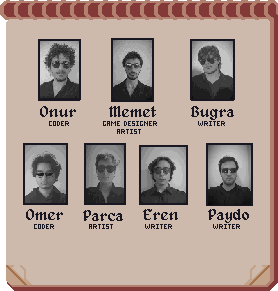 Onur
CODER
Memet
GAME DESIGNER
ARTIST
Bugra
WRITER
Omer
CODER
Parca
ARTIST
Eren
WRITER
Paydo
WRITER